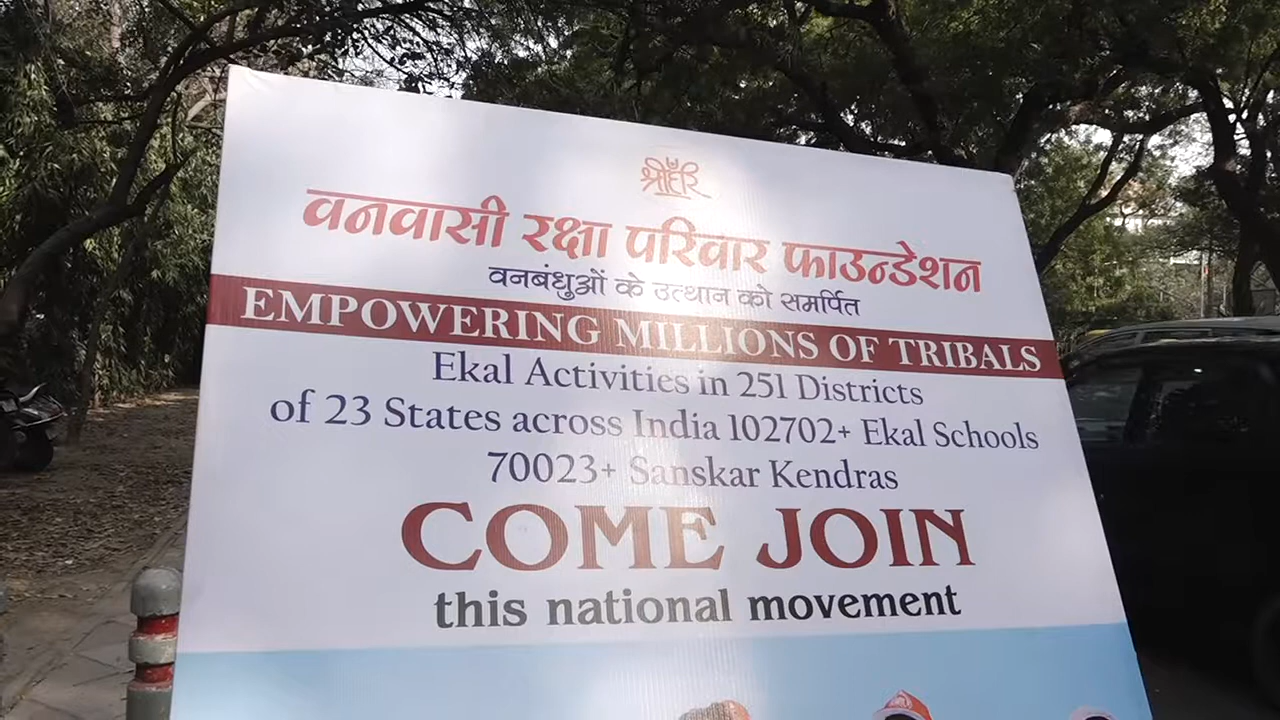 श्रीहरि
वनवासी रक्षा परिवार फाउन्डेशन
वनबंधुओं के उत्थान को समर्पित
EMPOWERING MILLIONS OF TRIBALS
Ekal Activities in 251 Districts
of 23 States across India 102702+ Ekal Schools
70023+ Sanskar Kendras
COME JOIN
this national movement